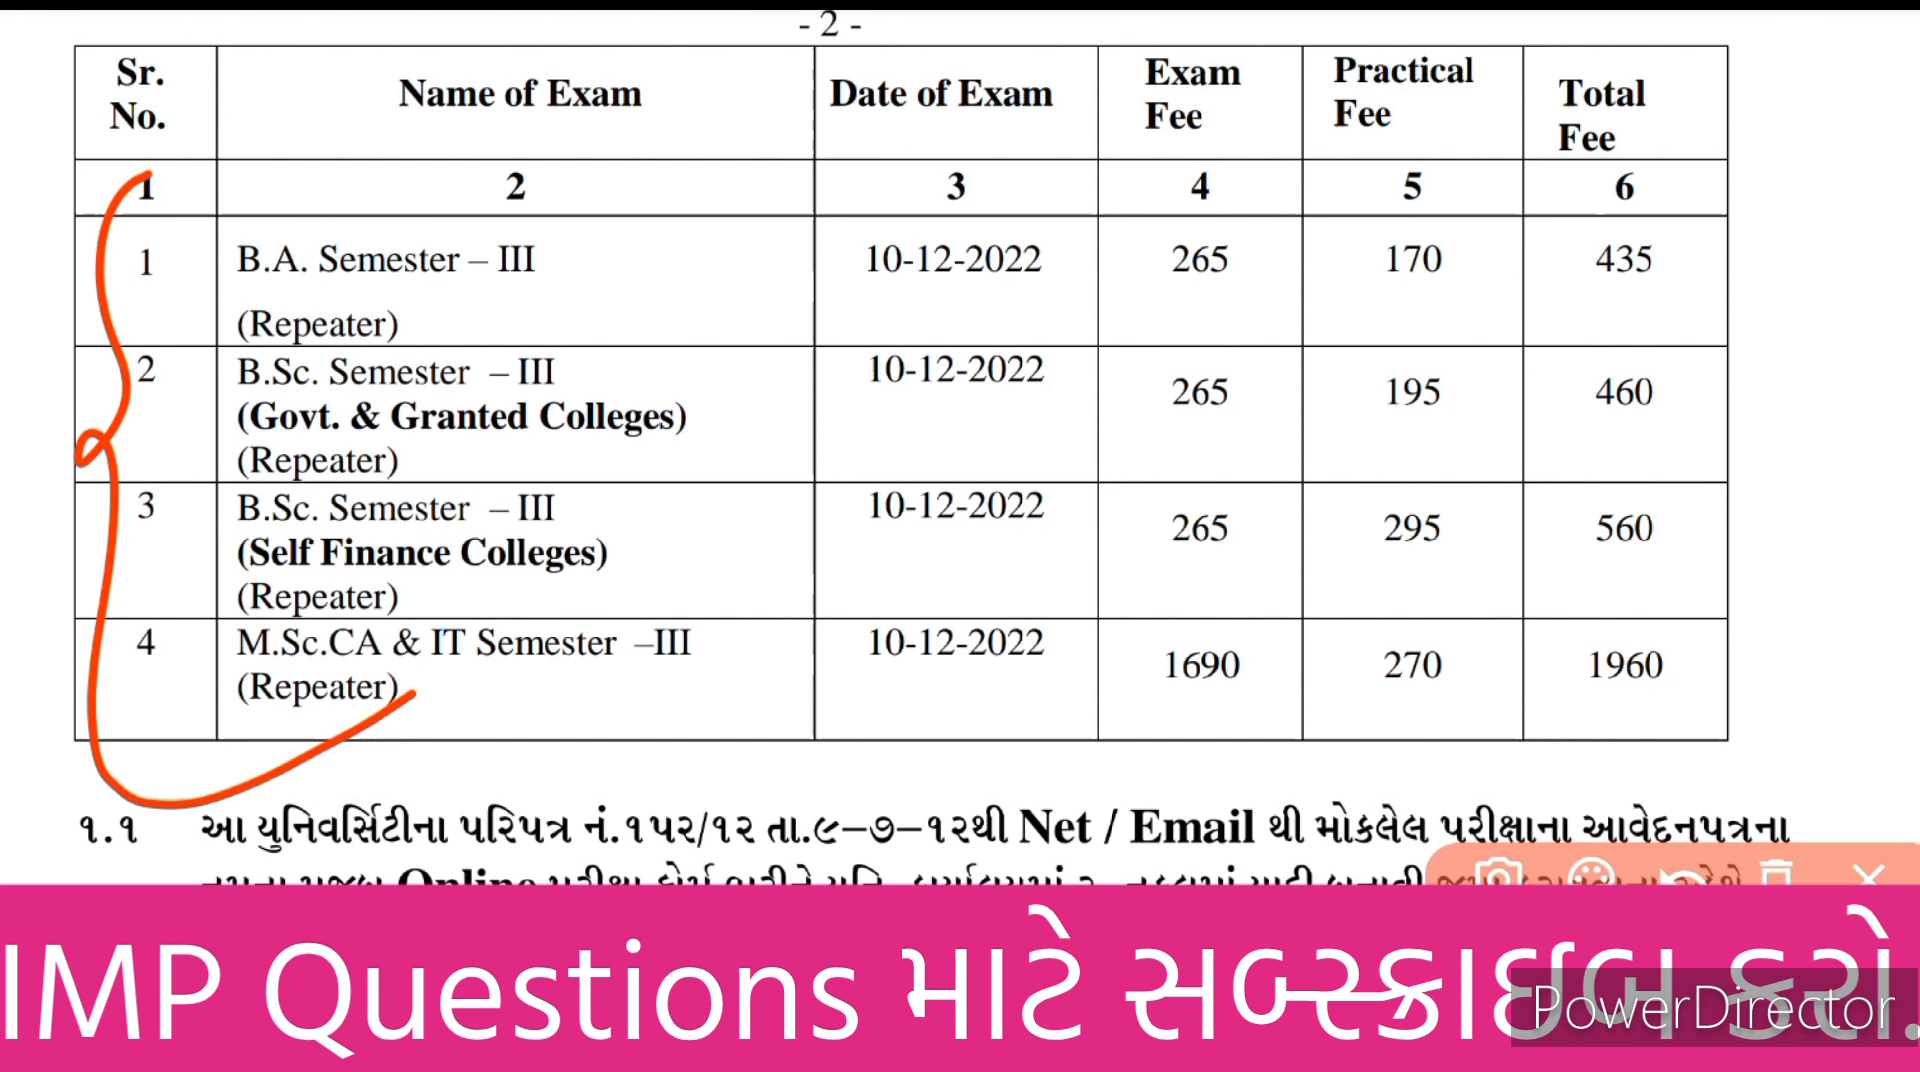 - 2 -
Sr. No. Name of Exam Date of Exam Exam Fee Practical Fee Total Fee
1 2 3 4 5 6
1 B.A. Semester – III 10-12-2022 265 170 435
(Repeater)
2 B.Sc. Semester – III 10-12-2022 265 195 460
(Govt. & Granted Colleges)
(Repeater)
3 B.Sc. Semester – III 10-12-2022 265 295 560
(Self Finance Colleges)
(Repeater)
4 M.Sc.CA & IT Semester –III 10-12-2022 1690 270 1960
(Repeater)
૧.૧ આ યુનિવર્સિટીના પરિપત્ર નં.૧૫૨/૧૨ તા.૯–૭–૧૨થી Net / Email થી મોકલેલ પરીક્ષાના આવેદનપત્રના
Online
IMP Questions માટે સબ્સ્ક્રાઇબ કરો.
PowerDirector